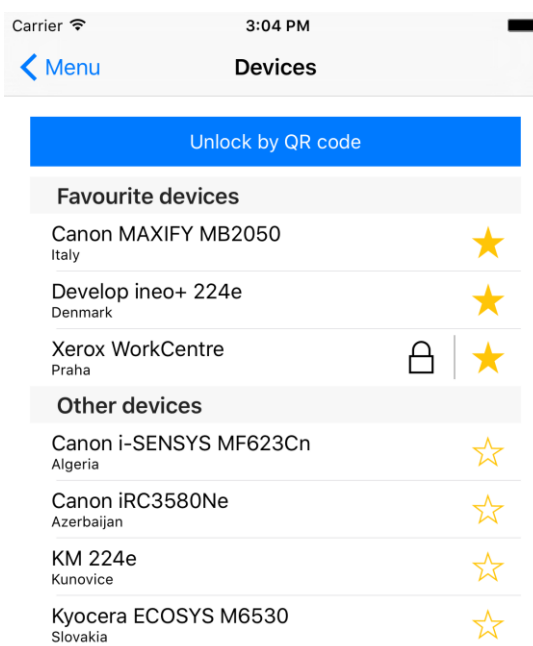 Carrier 3:04 PM
Menu Devices
Unlock by QR code
Favourite devices
Canon MAXIFY MB2050
Italy
Develop ineo+ 224e
Denmark
Xerox WorkCentre
Praha
Other devices
Canon i-SENSYS MF623Cn
Algeria
Canon iRC3580Ne
Azerbaijan
KM 224e
Kunovice
Kyocera ECOSYS M6530
Slovakia